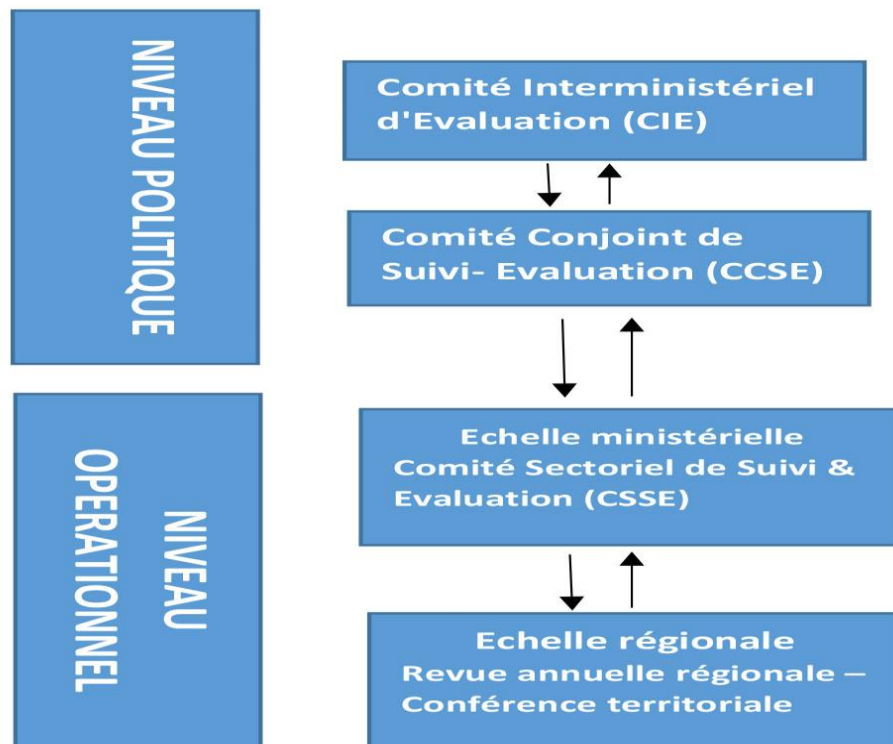 NIVEAU POLITIQUE
Comité Interministériel
d'Evaluation (CIE)
Comité Conjoint de
Suivi- Evaluation (CCSE)
NIVEAU
OPERATIONNEL
Echelle ministérielle
Comité Sectoriel de Suivi &
Evaluation (CSSE)
Echelle régionale
Revue annuelle régionale –
Conférence territoriale